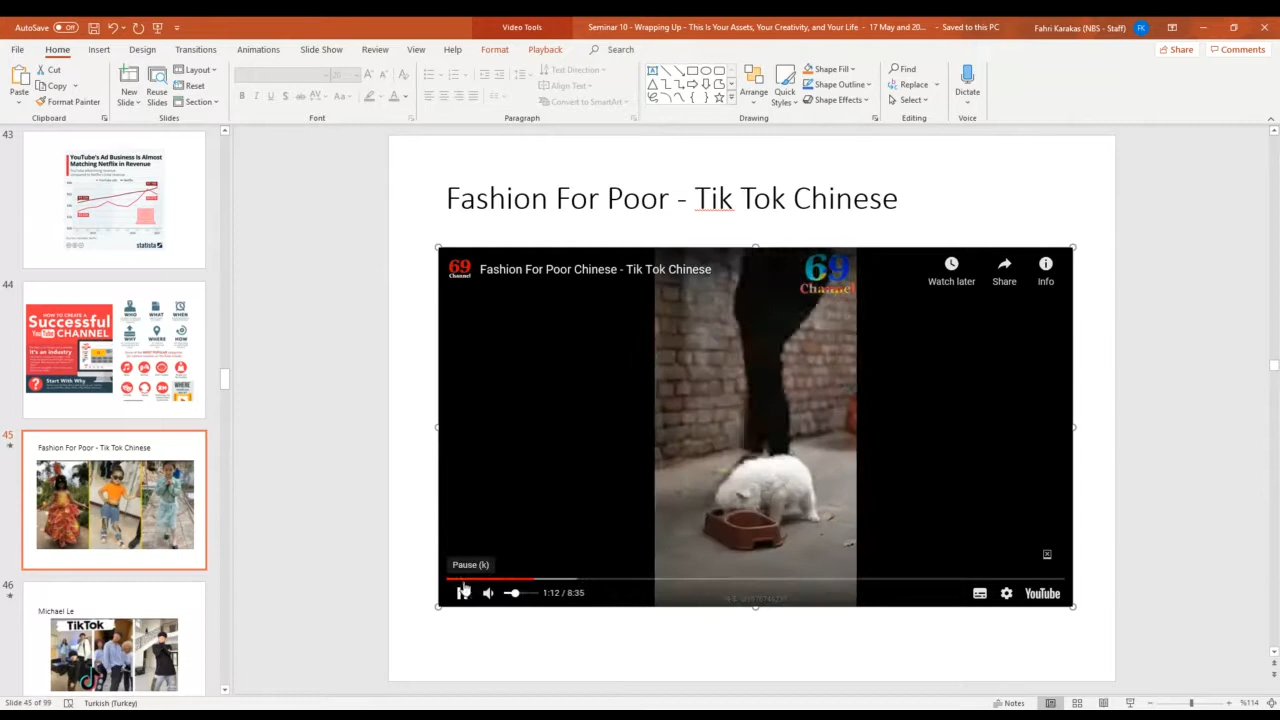 AutoSave Off
Video Tools
Seminar 10 - Wrapping Up - This Is Your Assets, Your Creativity, and Your Life. - 17 May and 20... - Saved to this PC
Fahri Karakas (NBS - Staff) FK
File Home Insert Design Transitions Animations Slide Show Review View Help Format Playback Search
Share Comments
Paste Cut Copy Format Painter
Clipboard
New Slide Reuse Slides Layout Reset Section
Slides
20
B I U S ab AV Aa A
Font
Text Direction
Align Text
Convert to SmartArt
Paragraph
Arrange Quick Styles
Shape Fill
Shape Outline
Shape Effects
Drawing
Find
Replace
Select
Editing
Dictate
Voice
43
YouTube's Ad Business Is Almost
Matching Netflix in Revenue
statista
44
HOW TO CREATE A
Successful
YouTube CHANNEL
It's an industry
Start With Why
WHO WHAT WHEN
WHY WHERE HOW
WHERE
45
Fashion For Poor - Tik Tok Chinese
46
Michael Le
TikTok
Fashion For Poor - Tik Tok Chinese
69 Channel
Fashion For Poor Chinese - Tik Tok Chinese
69
Channel
Watch later Share Info
Pause (k)
1:12 / 8:35
YouTube
Slide 45 of 99 Turkish (Turkey)
Notes
%114